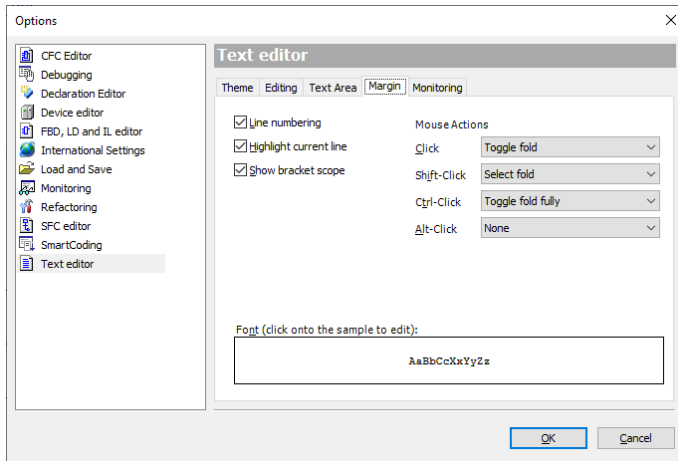 Options
CFC Editor
Debugging
Declaration Editor
Device editor
FBD, LD and IL editor
International Settings
Load and Save
Monitoring
Refactoring
SFC editor
SmartCoding
Text editor
Text editor
Theme Editing Text Area Margin Monitoring
Line numbering
Highlight current line
Show bracket scope
Mouse Actions
Click Toggle fold
Shift-Click Select fold
Ctrl-Click Toggle fold fully
Alt-Click None
Font (click onto the sample to edit):
AaBbCcXxYyZz
OK Cancel